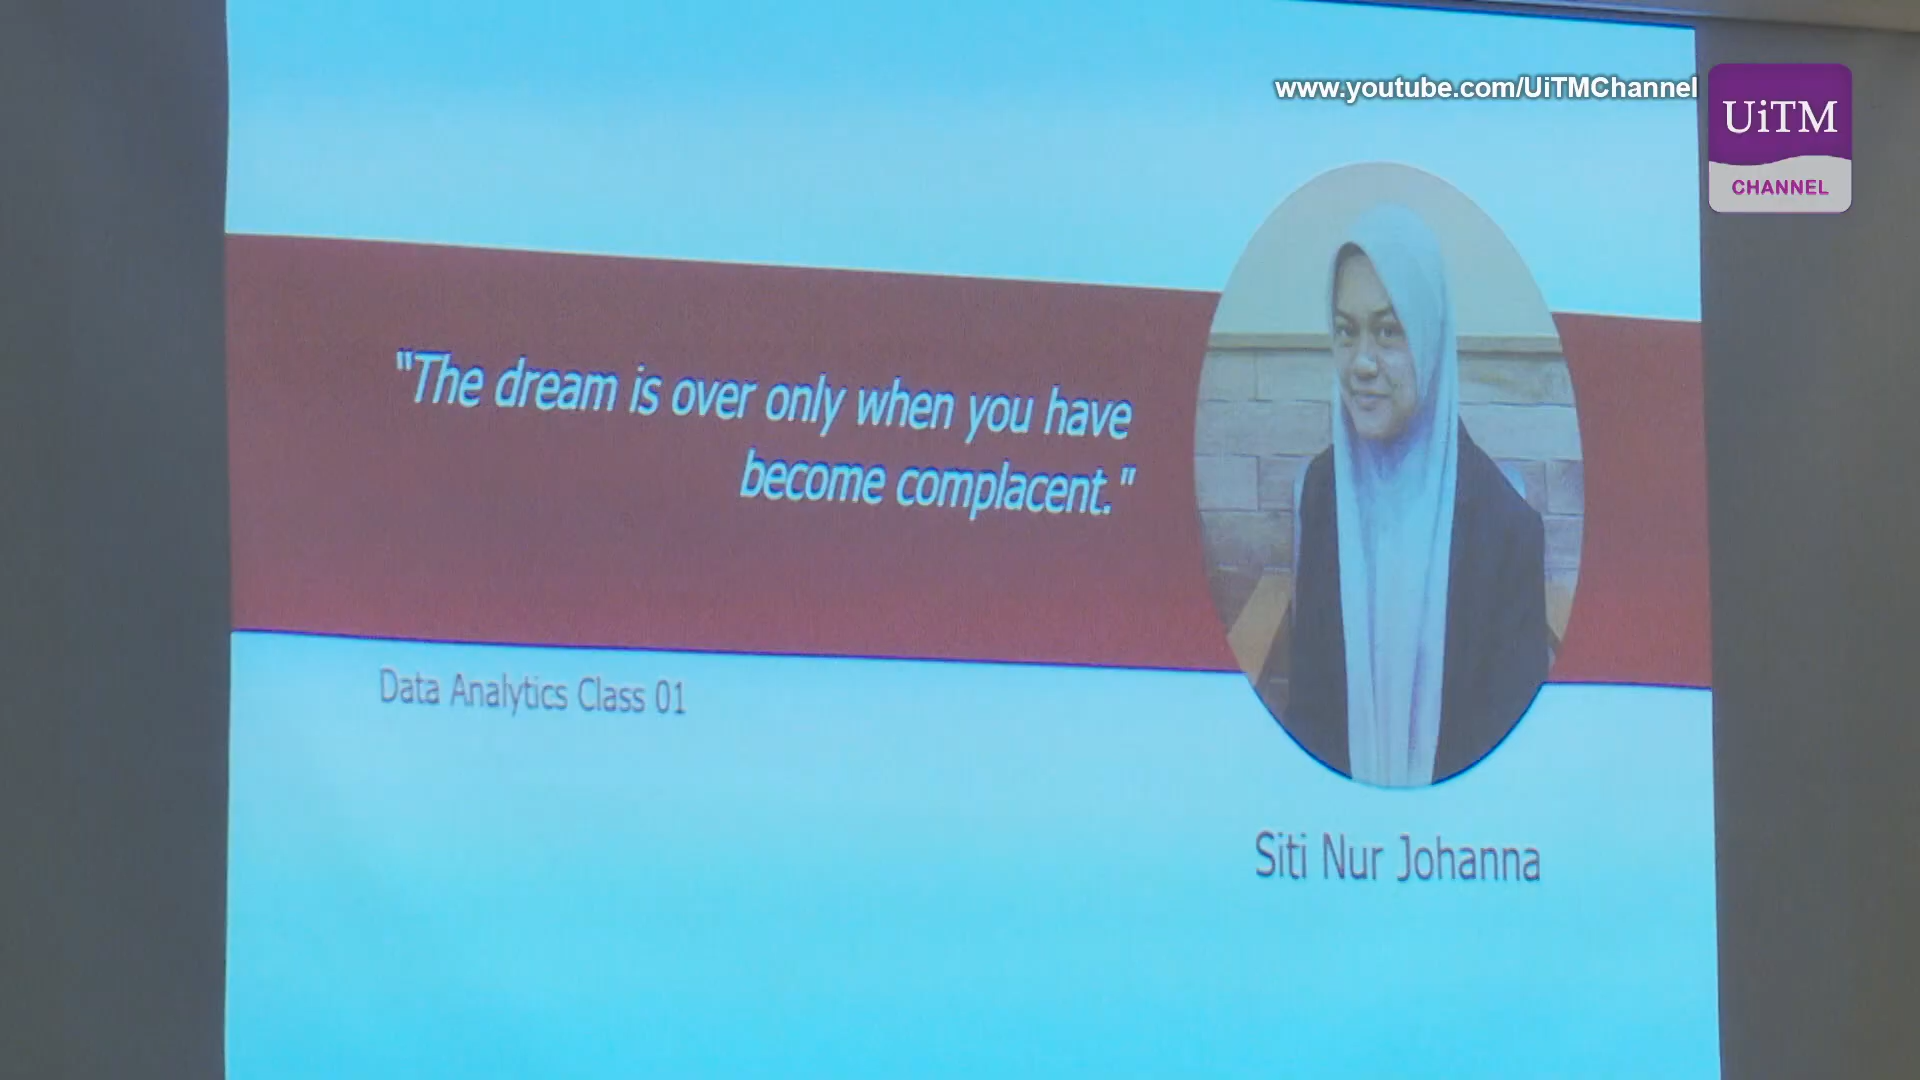 www.youtube.com/UiTMChannel
UiTM
CHANNEL
"The dream is over only when you have
become complacent."
Data Analytics Class 01
Siti Nur Johanna